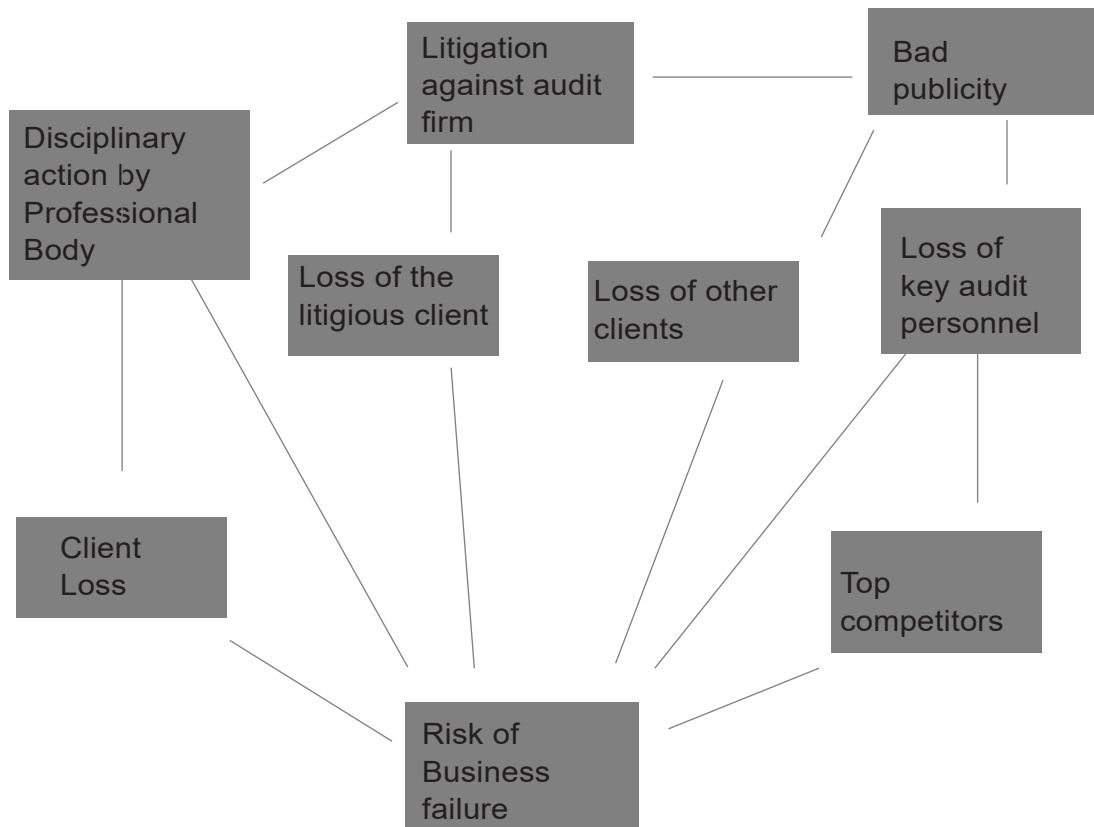 Litigation
against audit
firm
Bad
publicity
Disciplinary
action by
Professional
Body
Loss of the
litigious client
Loss of other
clients
Loss of
key audit
personnel
Client
Loss
Top
competitors
Risk of
Business
failure